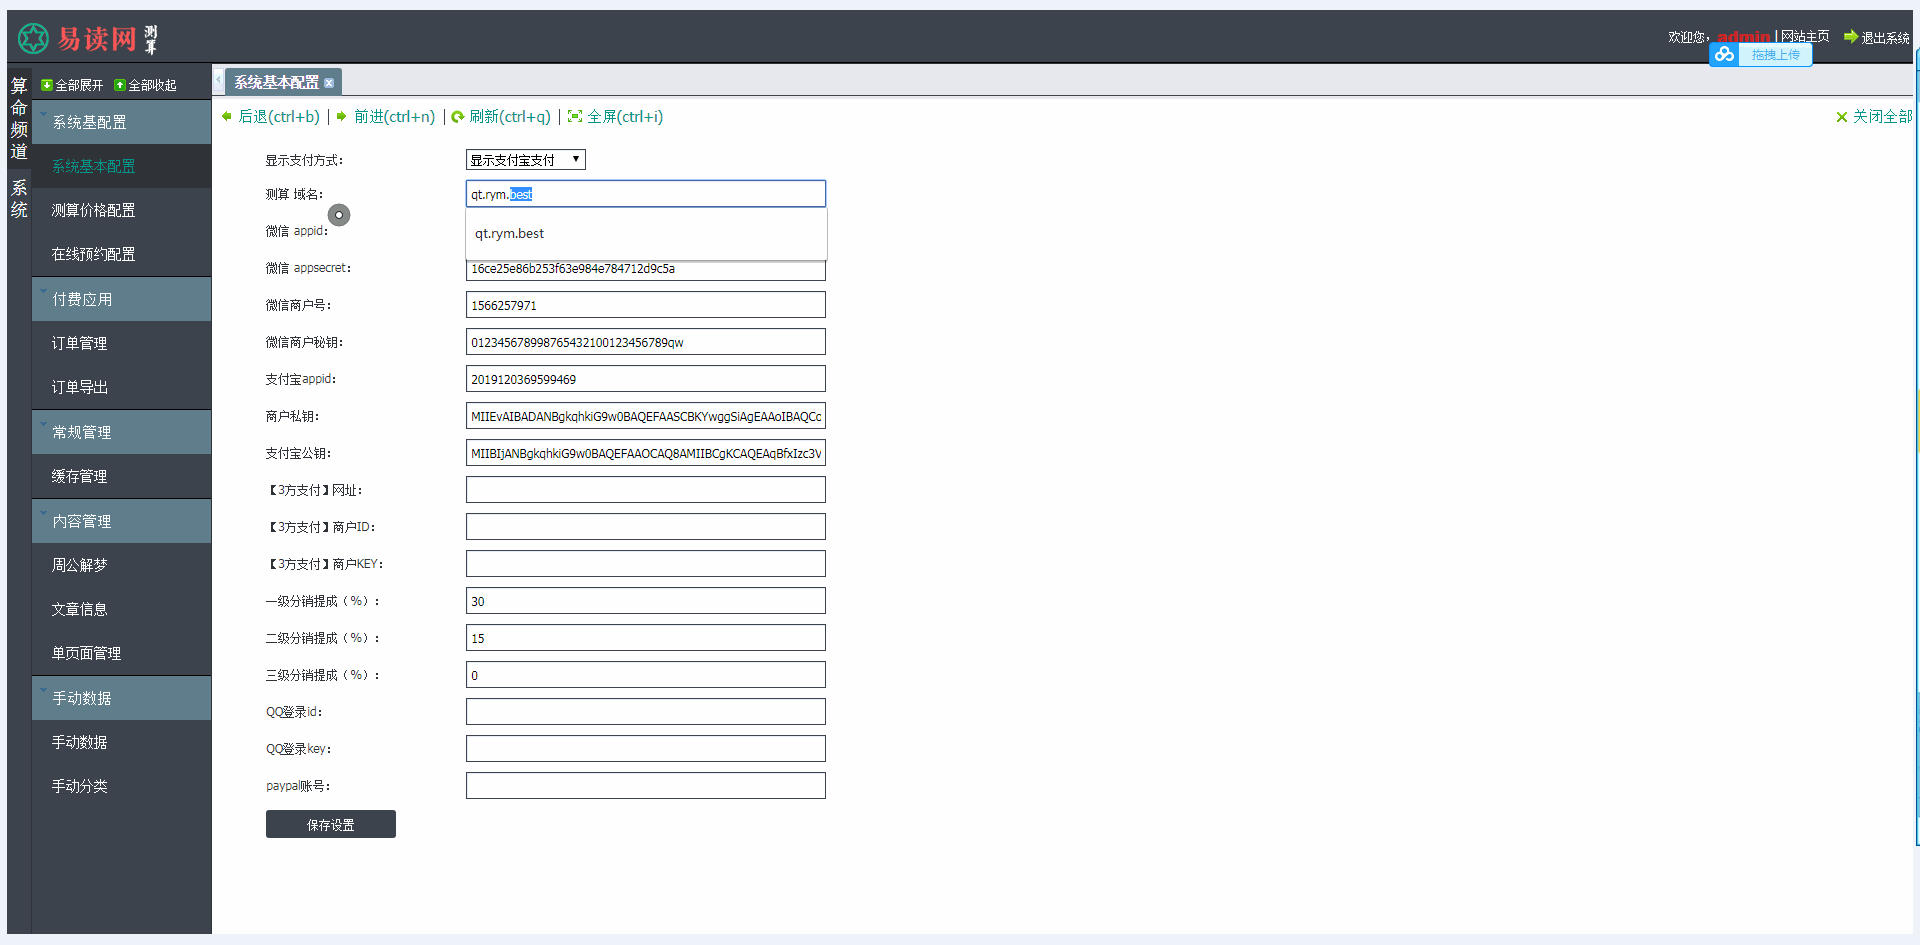 易读网 测算
欢迎您, admin | 网站主页 退出系统
拖拽上传
算命频道
系统
全部展开 全部收起
系统基配置
系统基本配置
测算价格配置
在线预约配置
付费应用
订单管理
订单导出
常规管理
缓存管理
内容管理
周公解梦
文章信息
单页面管理
手动数据
手动数据
手动分类
系统基本配置
后退(ctrl+b) | 前进(ctrl+n) | 刷新(ctrl+q) | 全屏(ctrl+i)
关闭全部
显示支付方式: 显示支付宝支付
测算 域名: qt.rym.best
微信 appid: qt.rym.best
微信 appsecret: 16ce25e86b253f63e984e784712d9c5a
微信商户号: 1566257971
微信商户秘钥: 01234567899876543210​0123456789qw
支付宝appid: 2019120369599469
商户私钥: MIIEvAIBADANBgkqhkiG9w0BAQEFAASCBKYwggSiAgEAAoIBAQCc
支付宝公钥: MIIBIjANBgkqhkiG9w0BAQEFAAOCAQ8AMIIBCgKCAQEAqBfxIzc3V
【3方支付】网址:
【3方支付】商户ID:
【3方支付】商户KEY:
一级分销提成（%）: 30
二级分销提成（%）: 15
三级分销提成（%）: 0
QQ登录id:
QQ登录key:
paypal账号:
保存设置